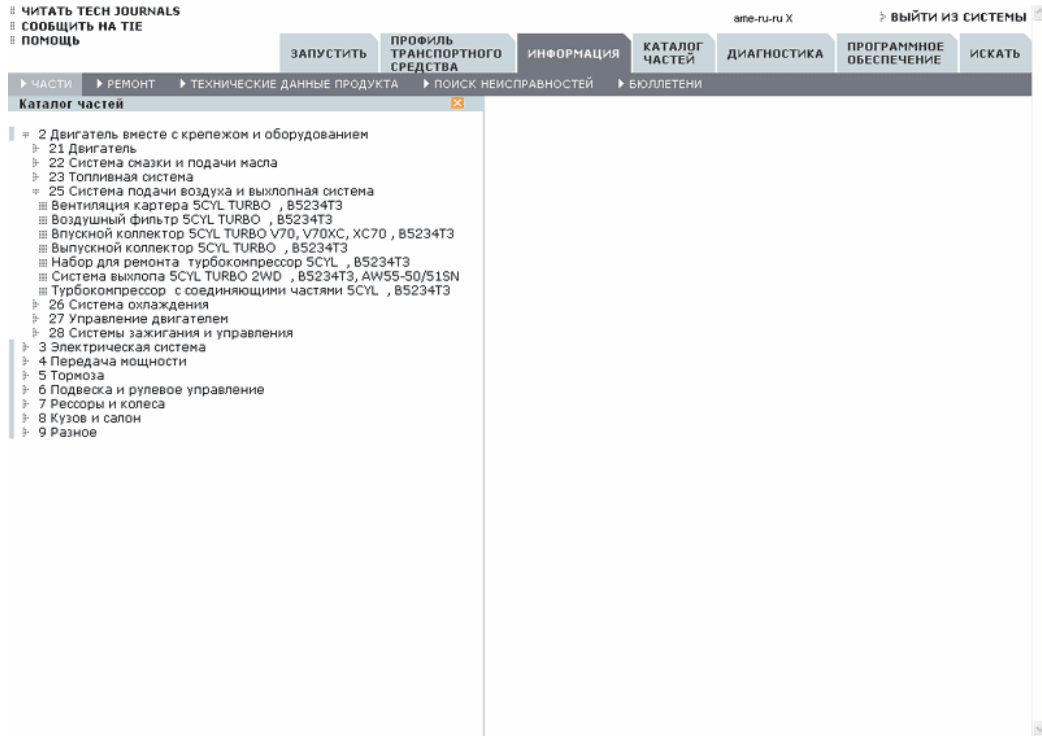 ЧИТАТЬ TECH JOURNALS
СООБЩИТЬ НА TIE
ПОМОЩЬ
ame-ru-ru X
ВЫЙТИ ИЗ СИСТЕМЫ
ЗАПУСТИТЬ
ПРОФИЛЬ
ТРАНСПОРТНОГО
СРЕДСТВА
ИНФОРМАЦИЯ
КАТАЛОГ
ЧАСТЕЙ
ДИАГНОСТИКА
ПРОГРАММНОЕ
ОБЕСПЕЧЕНИЕ
ИСКАТЬ
ЧАСТИ
РЕМОНТ
ТЕХНИЧЕСКИЕ ДАННЫЕ ПРОДУКТА
ПОИСК НЕИСПРАВНОСТЕЙ
БЮЛЛЕТЕНИ
Каталог частей
2 Двигатель вместе с крепежом и оборудованием
21 Двигатель
22 Система смазки и подачи масла
23 Топливная система
25 Система подачи воздуха и выхлопная система
Вентиляция картера 5CYL TURBO , B5234T3
Воздушный фильтр 5CYL TURBO , B5234T3
Впускной коллектор 5CYL TURBO V70, V70XC, XC70 , B5234T3
Выпускной коллектор 5CYL TURBO , B5234T3
Набор для ремонта турбокомпрессор 5CYL , B5234T3
Система выхлопа 5CYL TURBO 2WD , B5234T3, AW55-50/51SN
Турбокомпрессор с соединяющими частями 5CYL , B5234T3
26 Система охлаждения
27 Управление двигателем
28 Системы зажигания и управления
3 Электрическая система
4 Передача мощности
5 Тормоза
6 Подвеска и рулевое управление
7 Рессоры и колеса
8 Кузов и салон
9 Разное